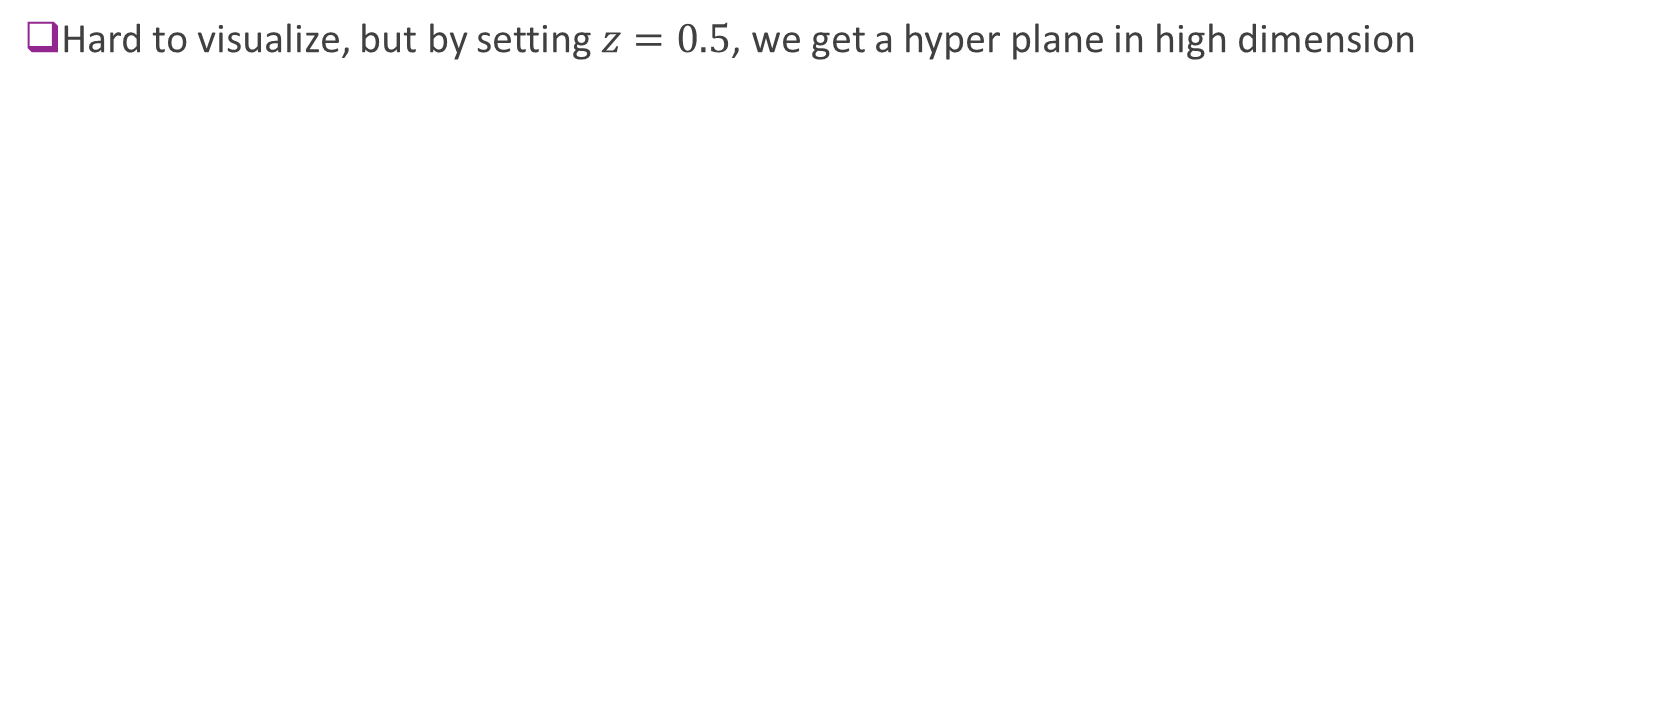 ❑Hard to visualize, but by setting 𝑧 = 0.5, we get a hyper plane in high dimension